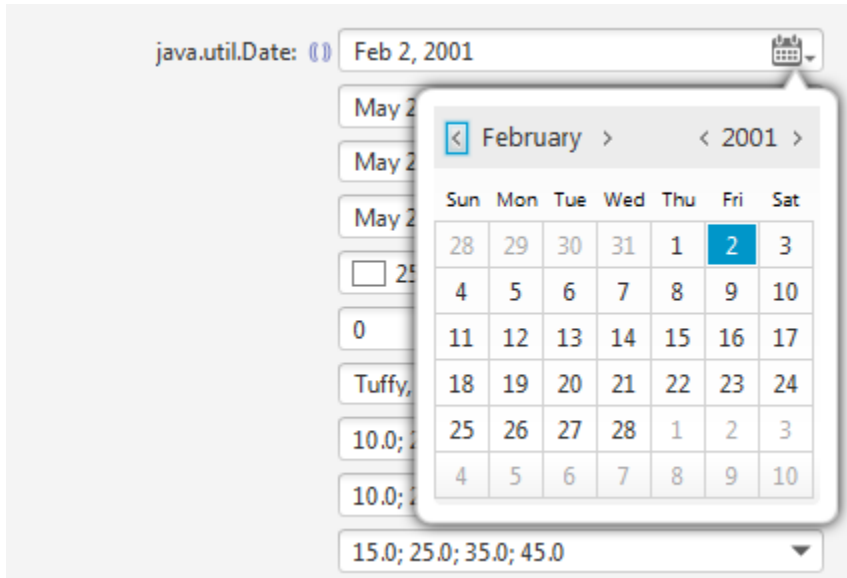 java.util.Date: Feb 2, 2001
May 2
May 2
May 2
25
0
Tuffy,
10.0; 2
10.0; 2
15.0; 25.0; 35.0; 45.0
< February > < 2001 >
Sun Mon Tue Wed Thu Fri Sat
28 29 30 31 1 2 3
4 5 6 7 8 9 10
11 12 13 14 15 16 17
18 19 20 21 22 23 24
25 26 27 28 1 2 3
4 5 6 7 8 9 10